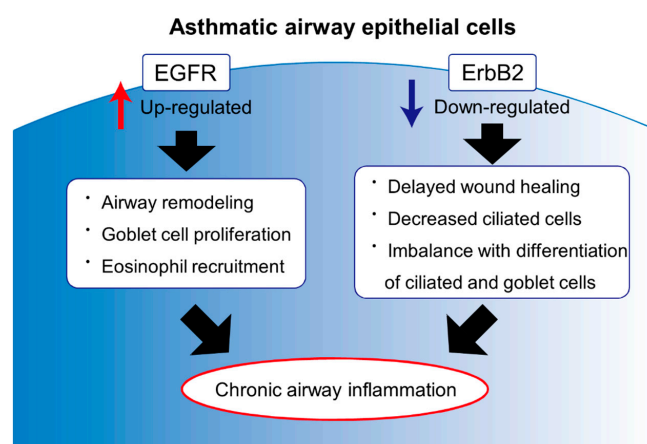 Asthmatic airway epithelial cells
EGFR
Up-regulated
ErbB2
Down-regulated
· Airway remodeling
· Goblet cell proliferation
· Eosinophil recruitment
· Delayed wound healing
· Decreased ciliated cells
· Imbalance with differentiation
of ciliated and goblet cells
Chronic airway inflammation